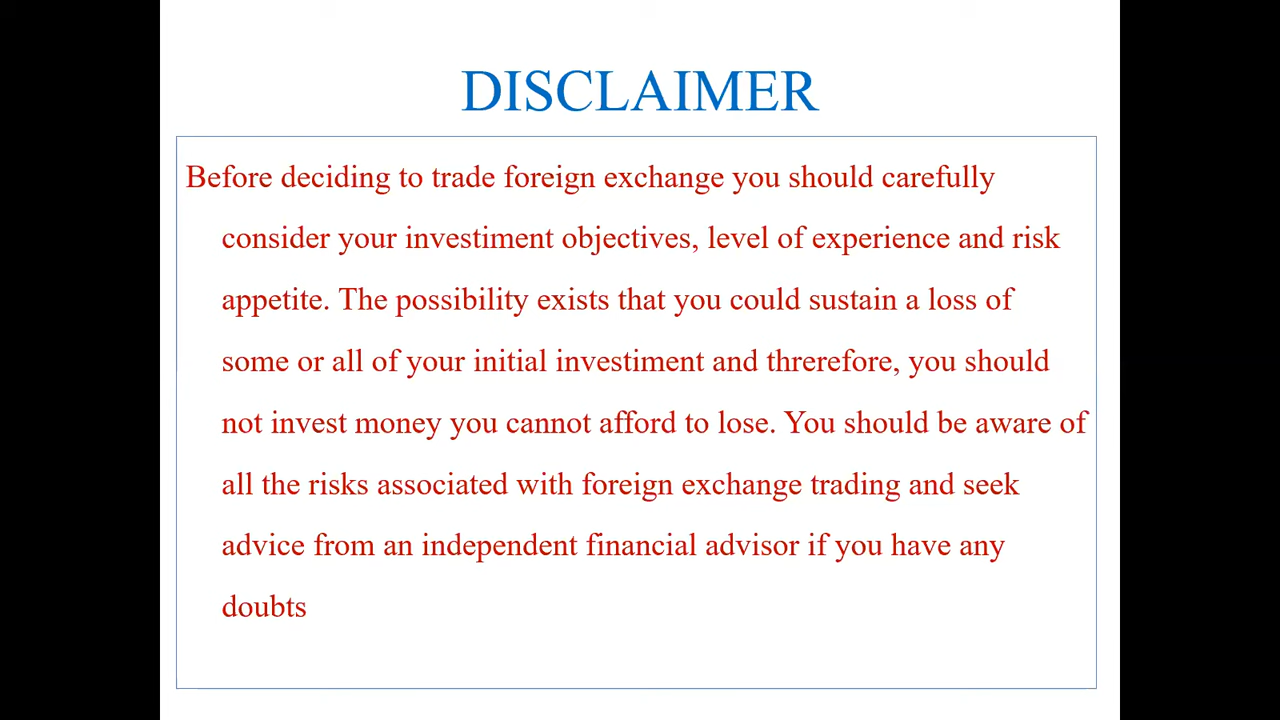 DISCLAIMER
Before deciding to trade foreign exchange you should carefully
consider your investiment objectives, level of experience and risk
appetite. The possibility exists that you could sustain a loss of
some or all of your initial investiment and threrefore, you should
not invest money you cannot afford to lose. You should be aware of
all the risks associated with foreign exchange trading and seek
advice from an independent financial advisor if you have any
doubts